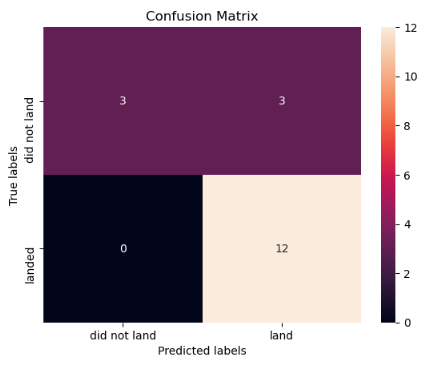 Confusion Matrix
True labels
did not land
landed
3 3
0 12
did not land land
Predicted labels
12
10
8
6
4
2
0